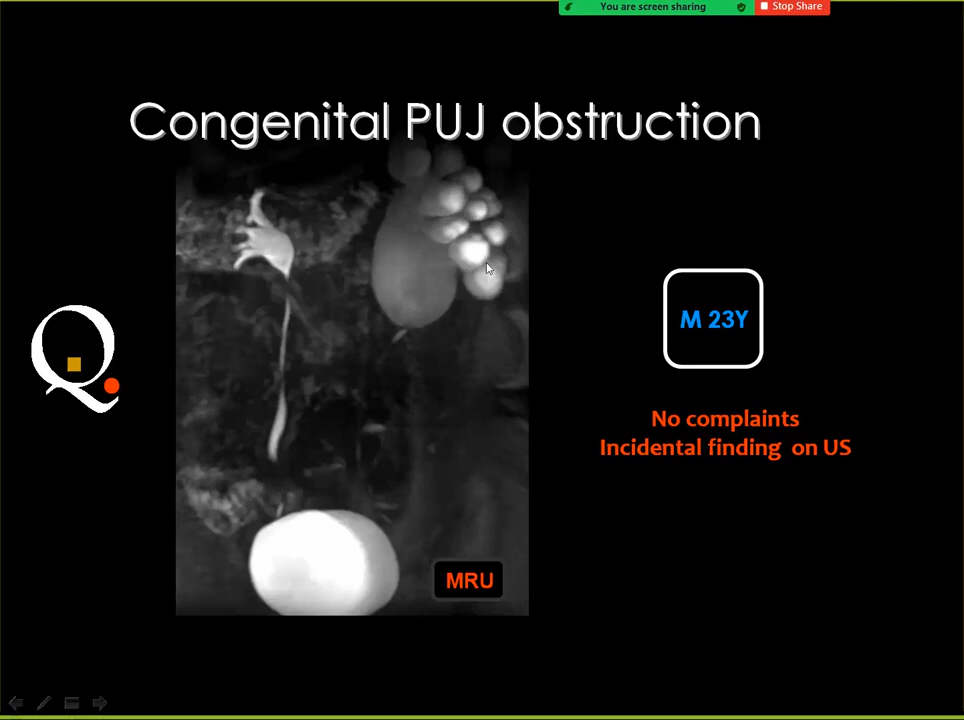 You are screen sharing
Stop Share
Congenital PUJ obstruction
Q
M 23Y
No complaints
Incidental finding on US
MRU